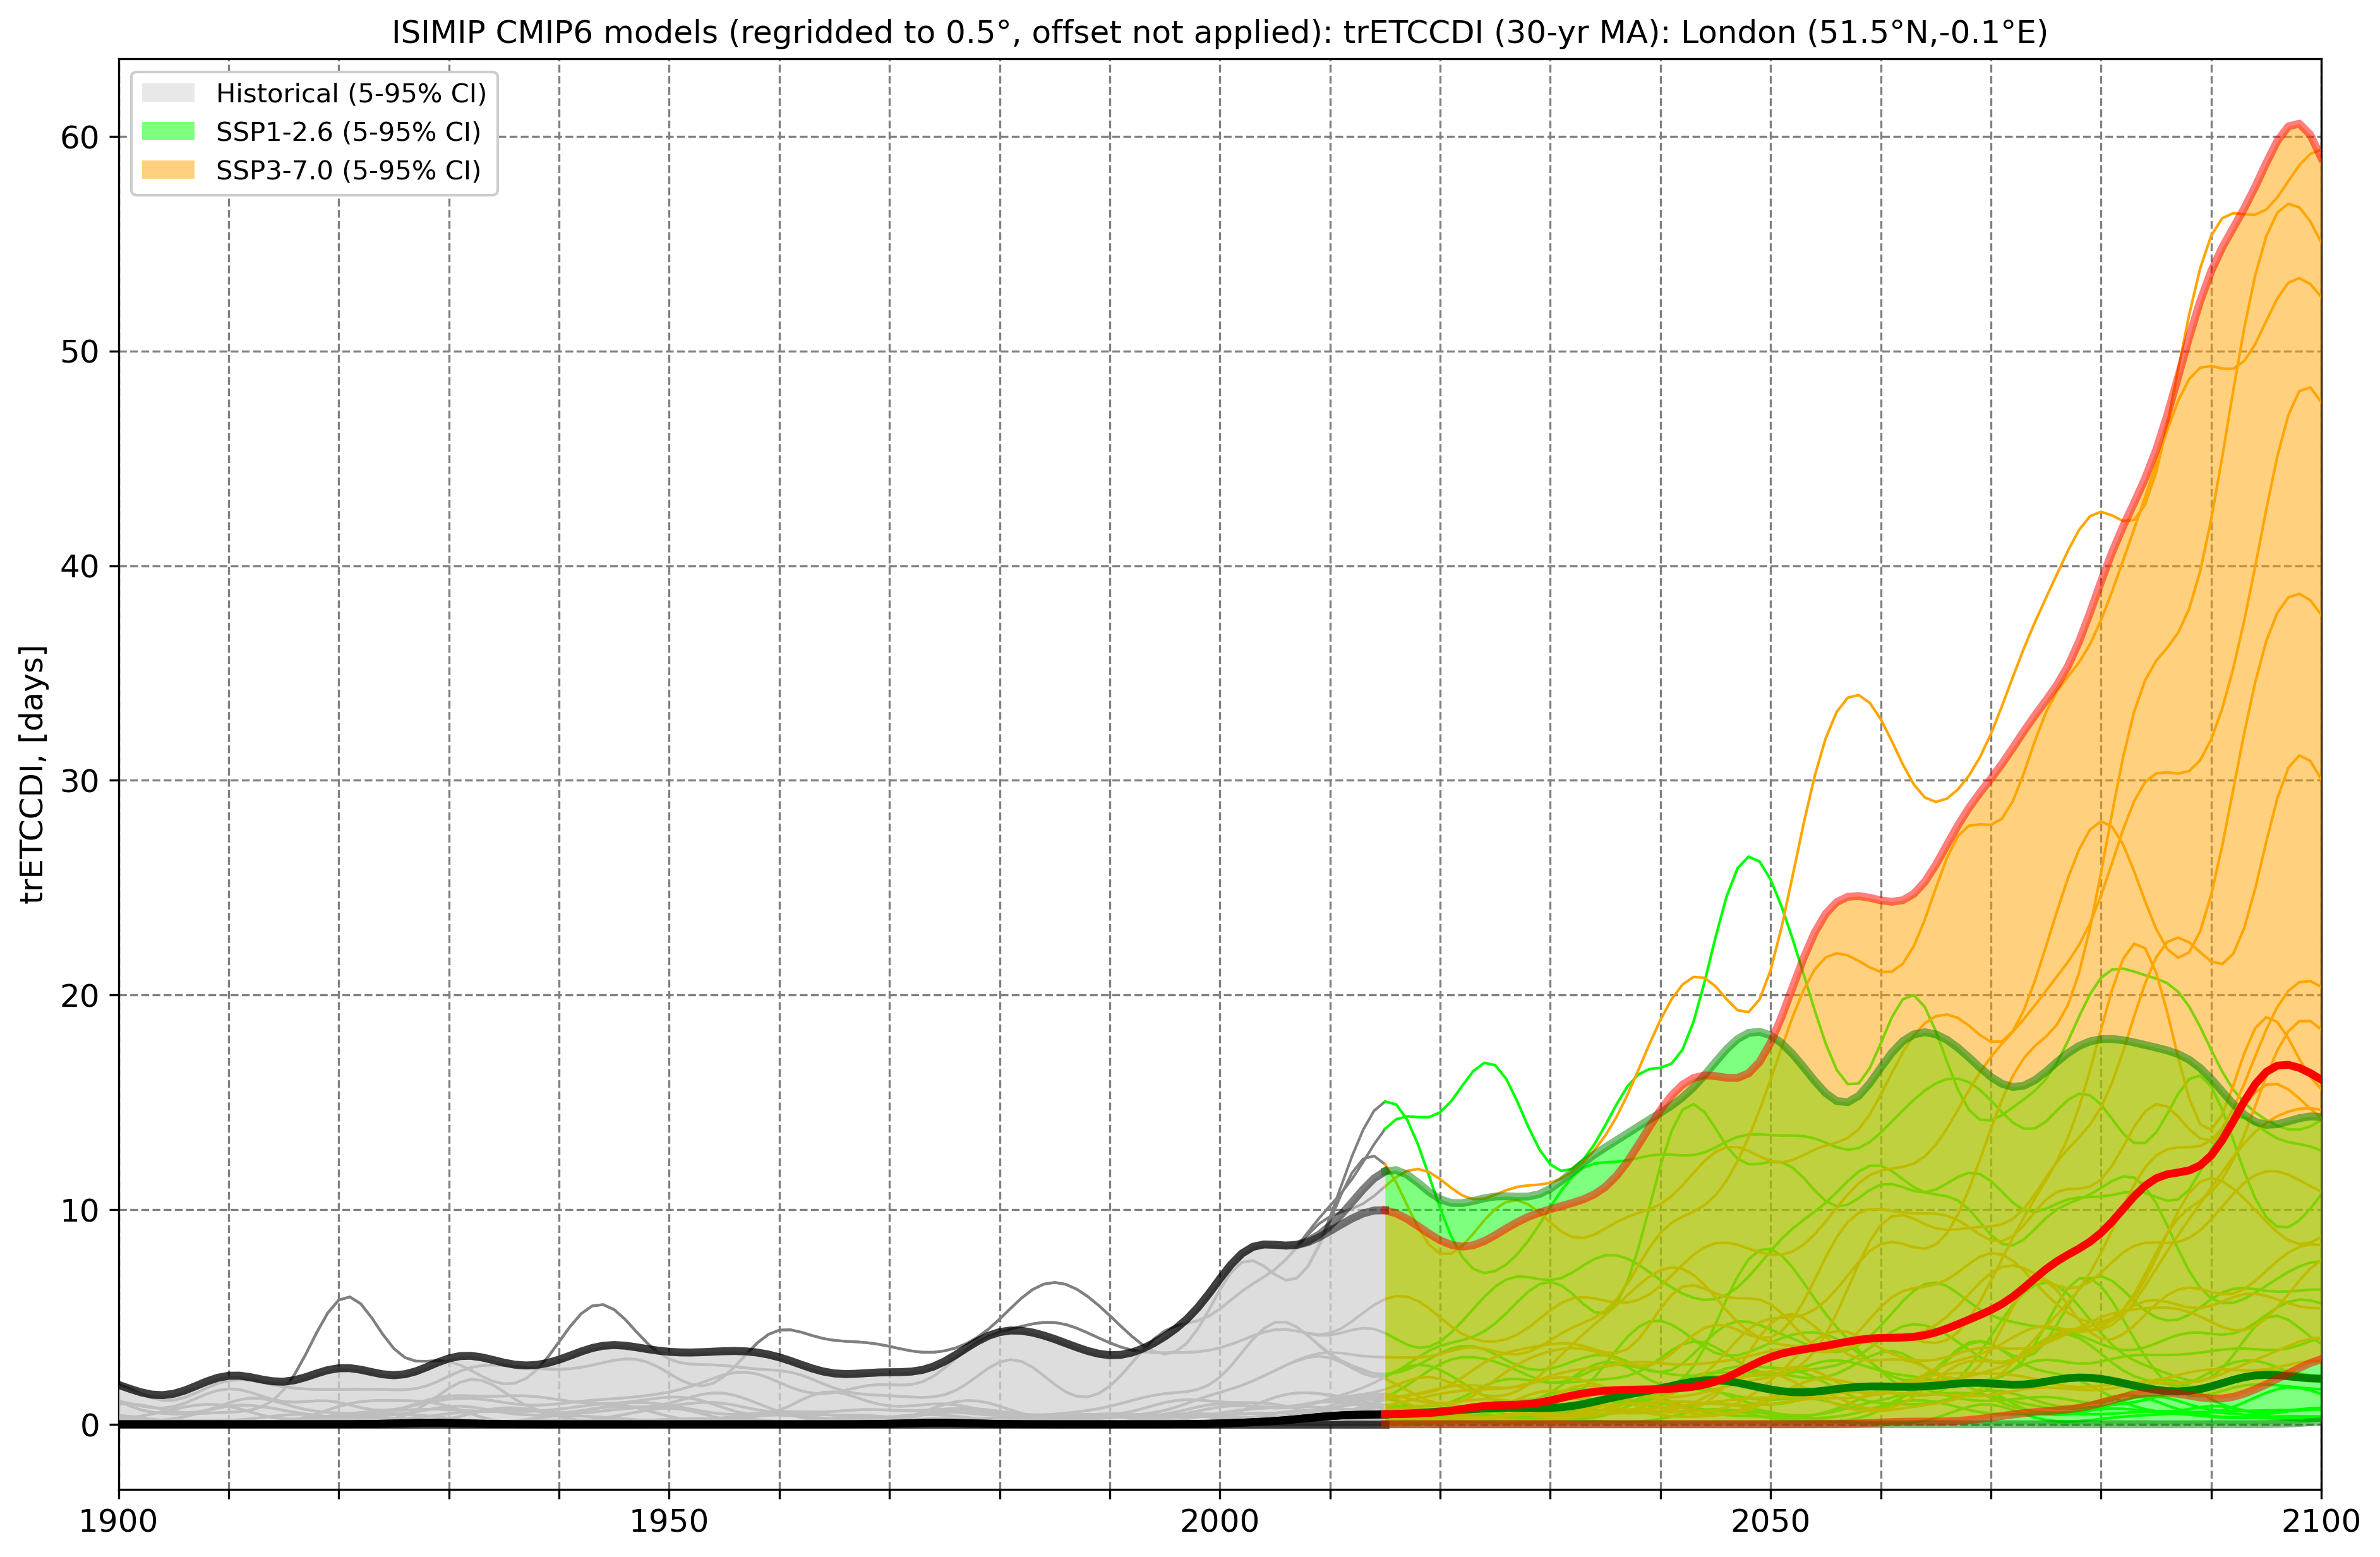 ISIMIP CMIP6 models (regridded to 0.5°, offset not applied): trETCCDI (30-yr MA): London (51.5°N,-0.1°E)
Historical (5-95% CI)
SSP1-2.6 (5-95% CI)
SSP3-7.0 (5-95% CI)
trETCCDI, [days]
60
50
40
30
20
10
0
1900
1950
2000
2050
2100